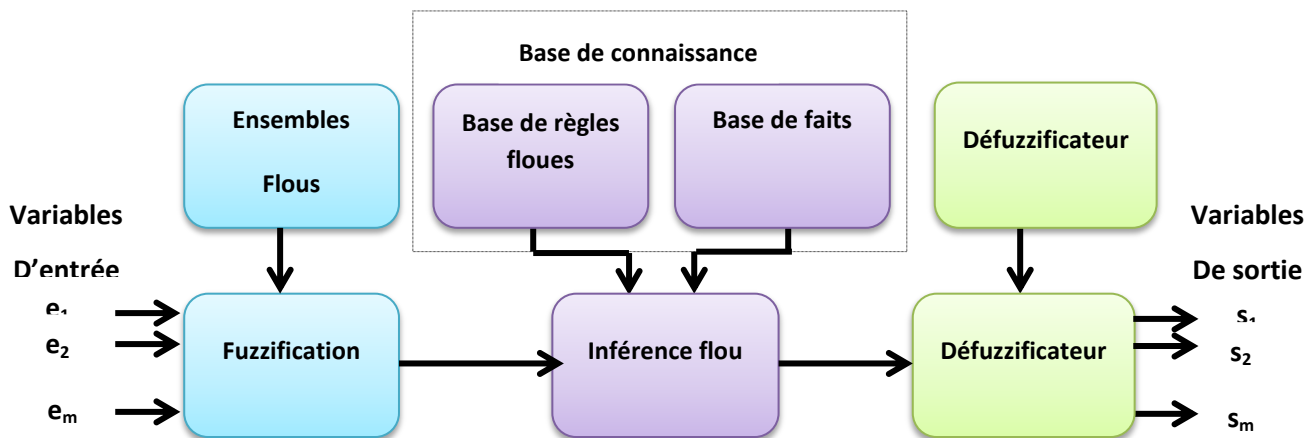 Base de connaissance
Ensembles
Flous
Base de règles
floues
Base de faits
Défuzzificateur
Variables
D'entrée
Variables
De sortie
e₁
e₂
eₘ
Fuzzification
Inférence flou
Défuzzificateur
s₁
s₂
sₘ